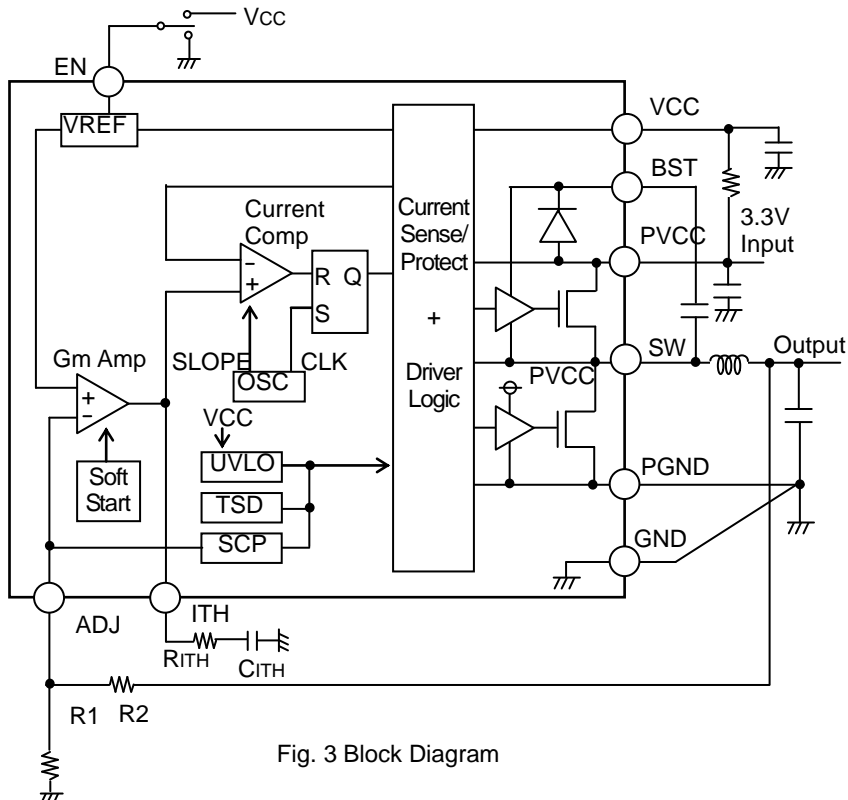 VCC
EN
VREF
VCC
BST
Current
Comp
Current
Sense/
Protect
+
Driver
Logic
3.3V
Input
PVCC
−
+
R Q
S
Gm Amp
SLOPE
OSC
CLK
SW
Output
PVCC
+
−
VCC
UVLO
Soft
Start
TSD
SCP
PGND
GND
ADJ
ITH
RITH
CITH
R1 R2
Fig. 3 Block Diagram